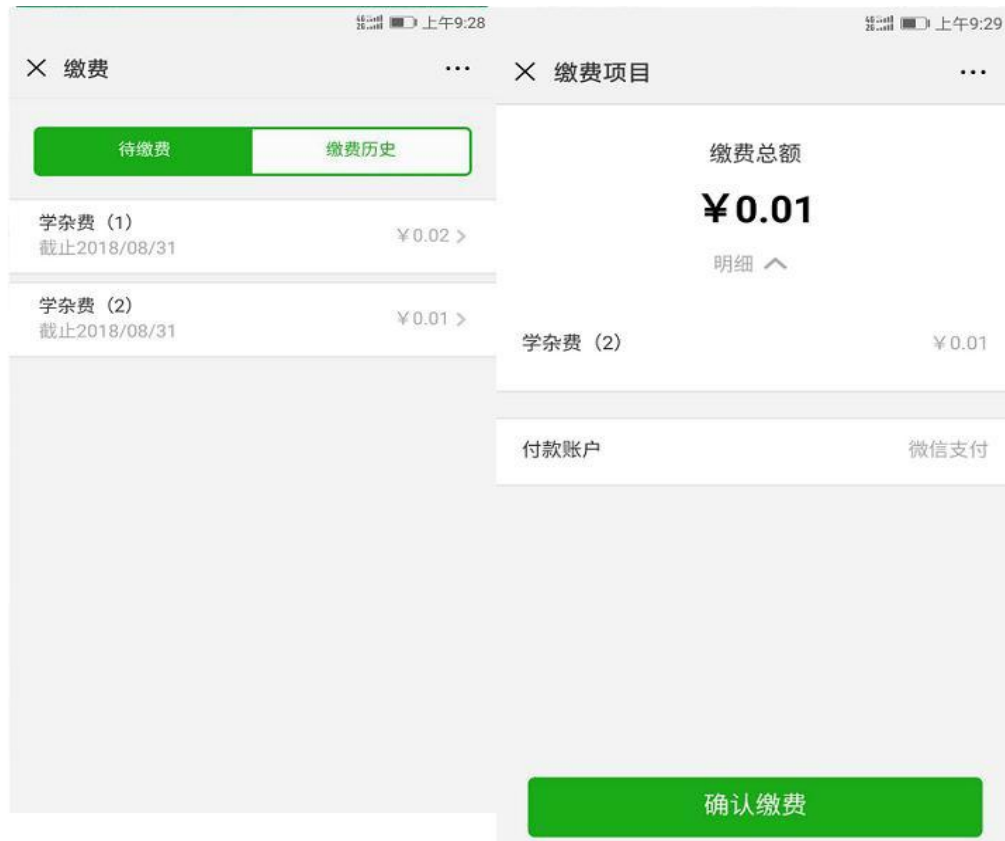 上午9:28
缴费
待缴费
缴费历史
学杂费（1）
截止2018/08/31
￥0.02
学杂费（2）
截止2018/08/31
￥0.01
上午9:29
缴费项目
缴费总额
￥0.01
明细
学杂费（2）
￥0.01
付款账户
微信支付
确认缴费